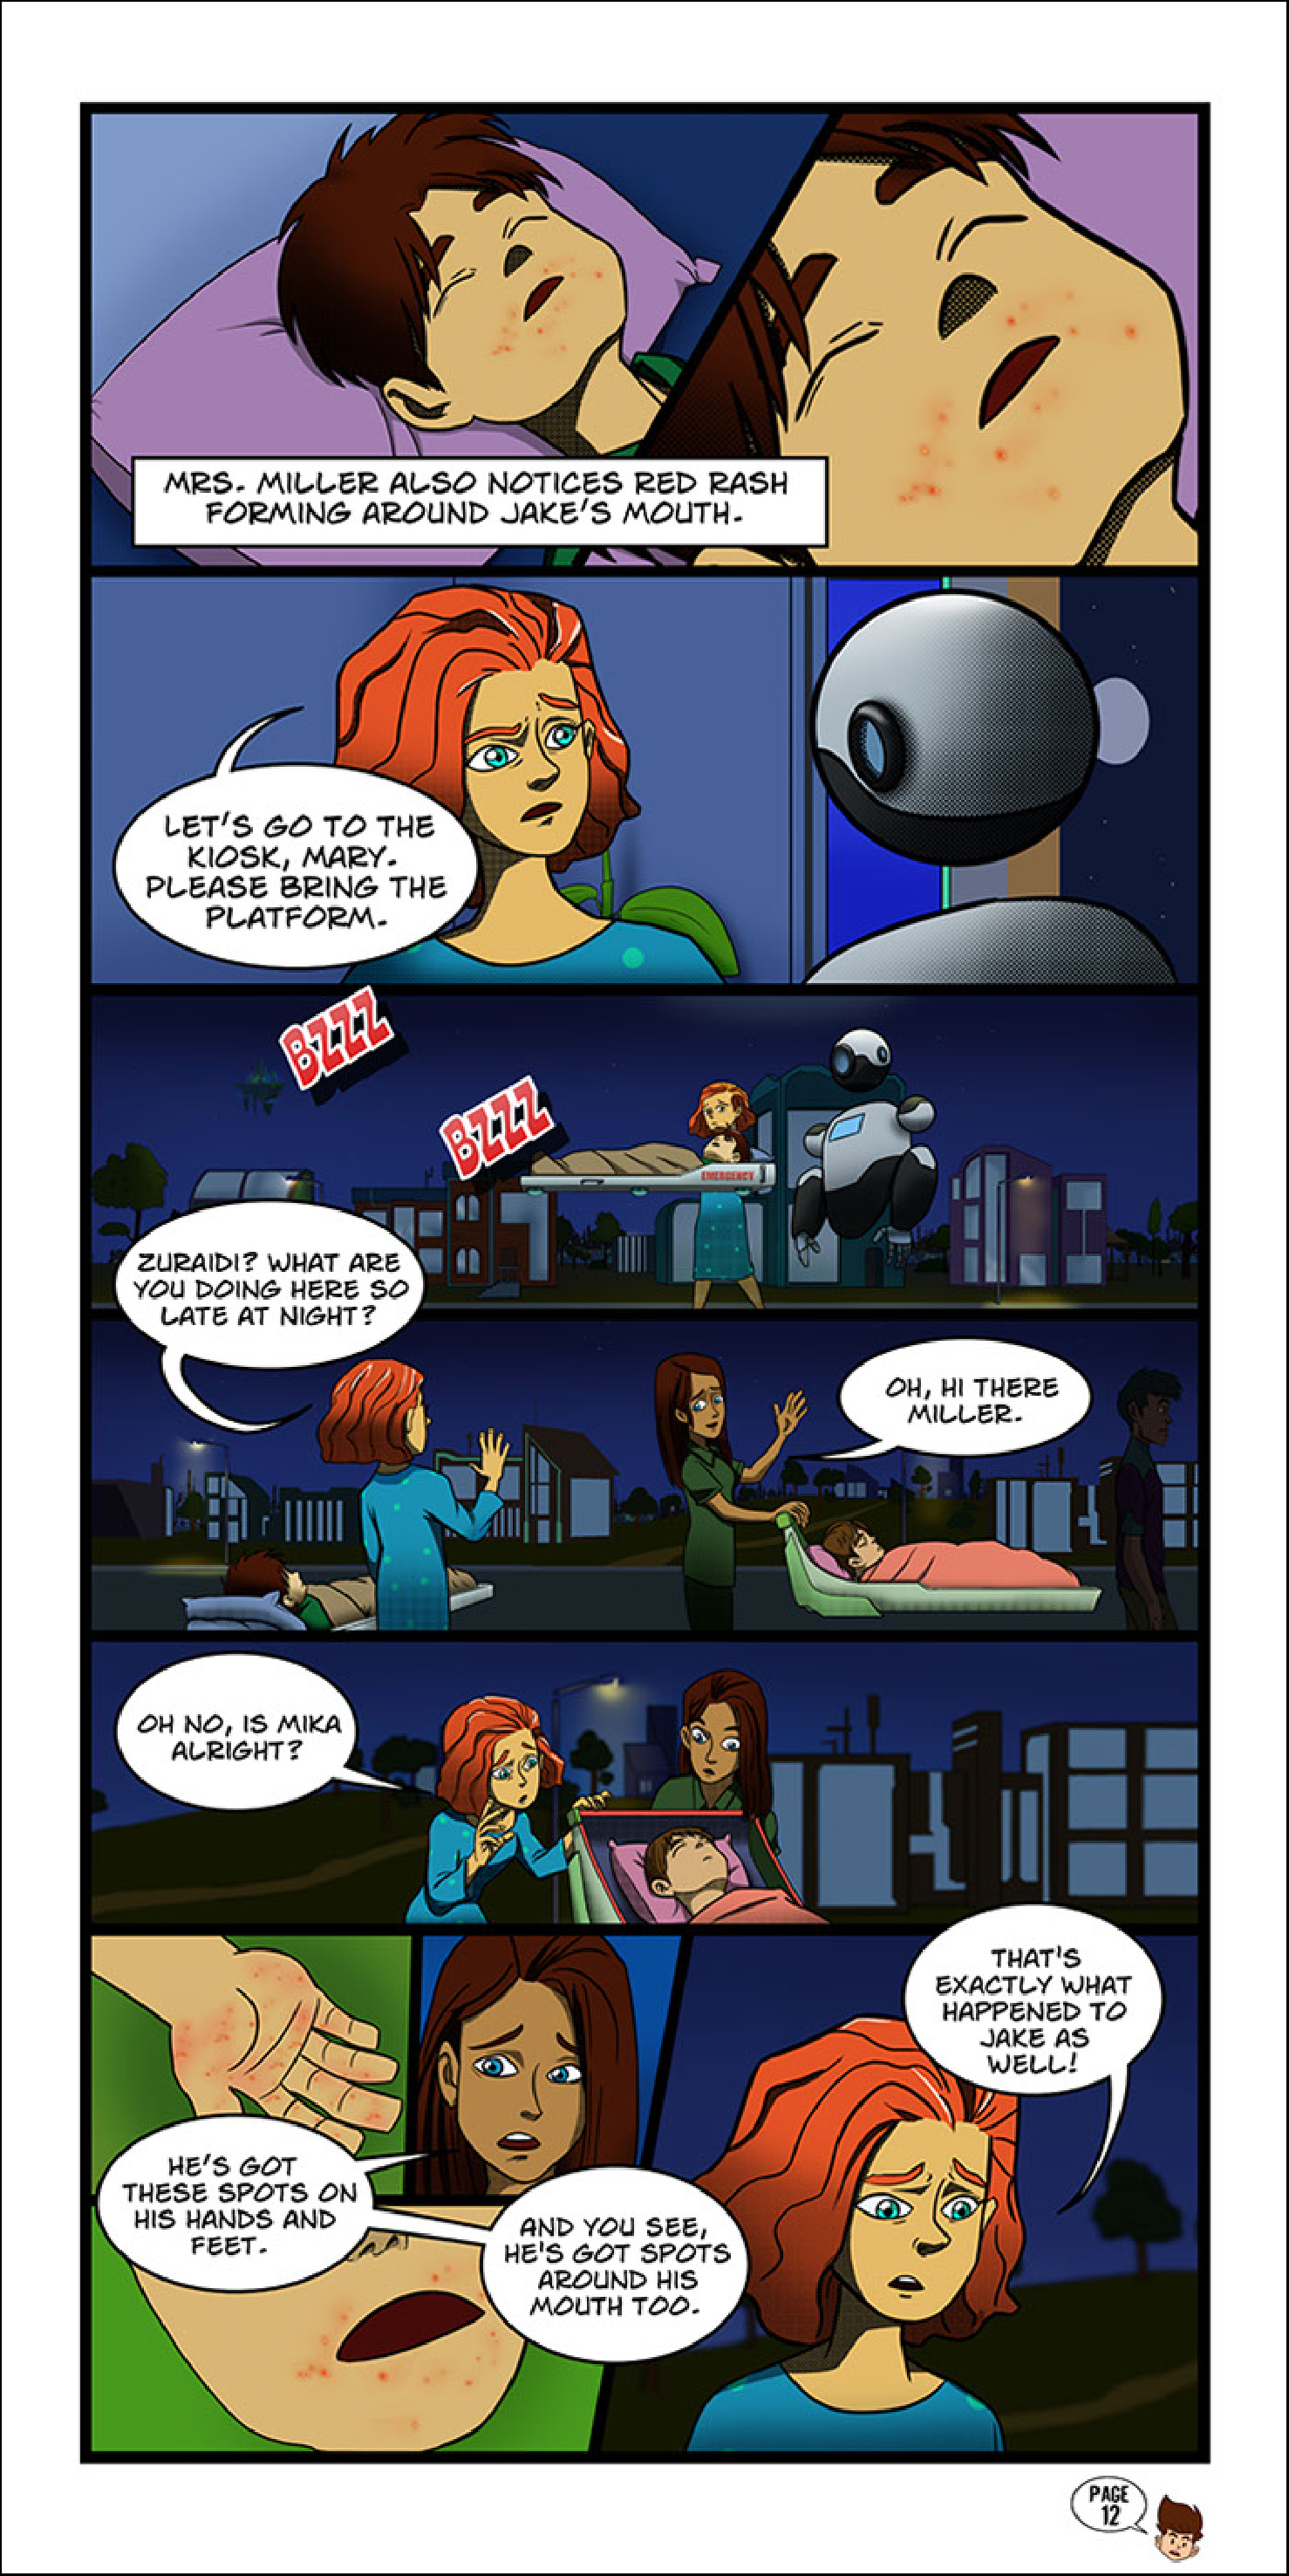 MRS. MILLER ALSO NOTICES RED RASH
FORMING AROUND JAKE'S MOUTH.
LET'S GO TO THE
KIOSK, MARY.
PLEASE BRING THE
PLATFORM.
BZZZ
BZZZ
EMERGENCY
ZURAIDI? WHAT ARE
YOU DOING HERE SO
LATE AT NIGHT?
OH, HI THERE
MILLER.
OH NO, IS MIKA
ALRIGHT?
HE'S GOT
THESE SPOTS ON
HIS HANDS AND
FEET.
AND YOU SEE,
HE'S GOT SPOTS
AROUND HIS
MOUTH TOO.
THAT'S
EXACTLY WHAT
HAPPENED TO
JAKE AS
WELL!
PAGE
12